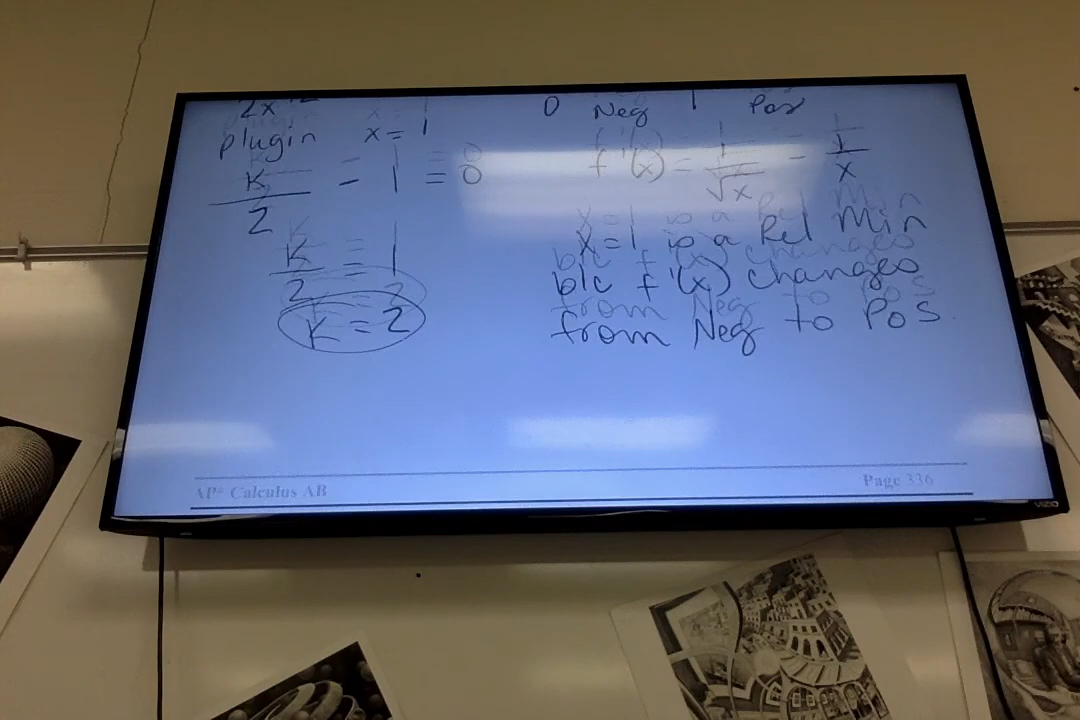 plugin x=1
K/2 - 1 = 0
K/2 = 1
K = 2
0 Neg 1 Pos
f'(x) = 1/√x - 1/x
x=1 is a Rel Min
b/c f'(x) changes
from Neg to Pos.
AP® Calculus AB Page 336
VIZIO